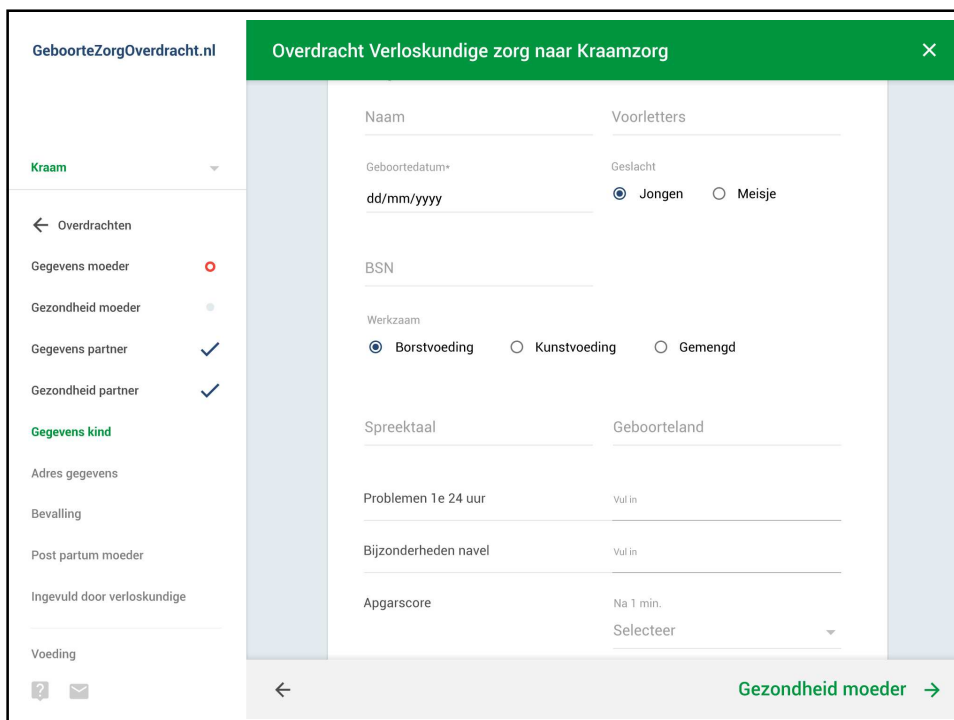 GeboorteZorgOverdracht.nl
Kraam
Overdrachten
Gegevens moeder
Gezondheid moeder
Gegevens partner
Gezondheid partner
Gegevens kind
Adres gegevens
Bevalling
Post partum moeder
Ingevuld door verloskundige
Voeding
?
Overdracht Verloskundige zorg naar Kraamzorg
Naam Voorletters
Geboortedatum* Geslacht
dd/mm/yyyy Jongen Meisje
BSN
Werkzaam
Borstvoeding Kunstvoeding Gemengd
Spreektaal Geboorteland
Problemen 1e 24 uur Vul in
Bijzonderheden navel Vul in
Apgarscore Na 1 min.
Selecteer
Gezondheid moeder